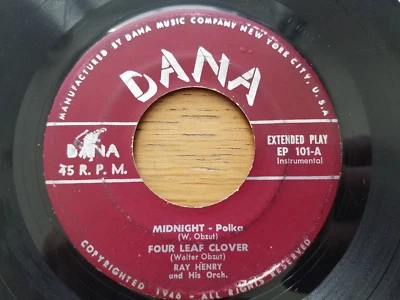 MANUFACTURED BY DANA MUSIC COMPANY NEW YORK CITY, U.S.A
DANA
DANA
45 R. P. M.
EXTENDED PLAY
EP 101-A
Instrumental
MIDNIGHT - Polka
(W. Obzut)
FOUR LEAF CLOVER
(Walter Obzut)
RAY HENRY
and His Orch.
COPYRIGHTED 1946 - ALL RIGHTS RESERVED